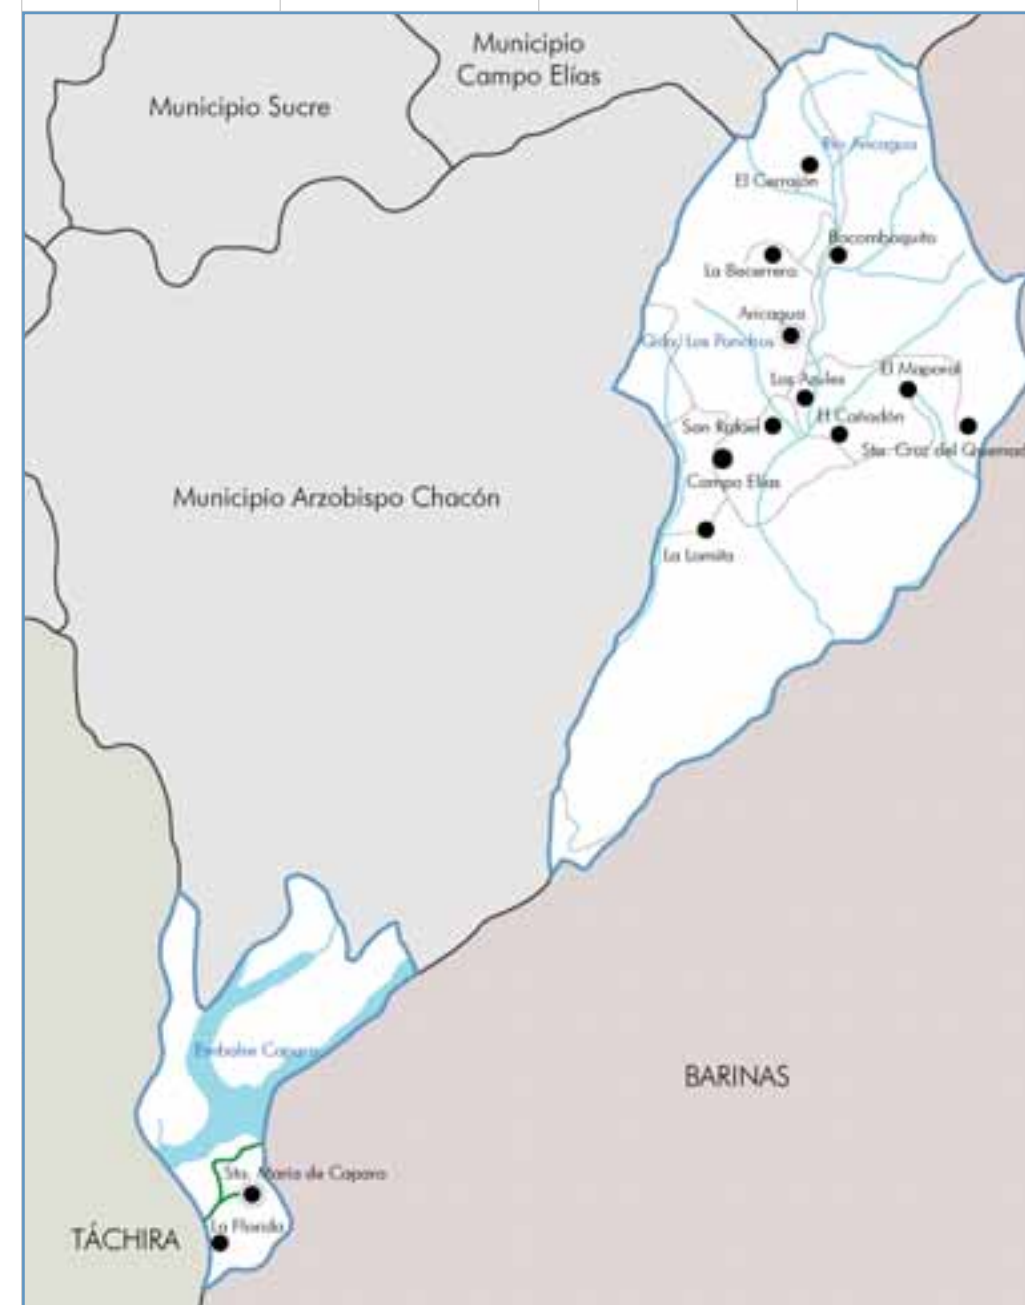 Municipio
Campo Elías
Municipio Sucre
Río Aricagua
El Cerrajón
Bocomboquito
La Becerrera
Aricagua
Los Azules
El Maporal
San Rafael
El Cañadón
Sta. Cruz del Quemad
Campo Elías
Municipio Arzobispo Chacón
La Lomita
Embalse Caparo
BARINAS
Sta. María de Caparo
La Florida
TÁCHIRA